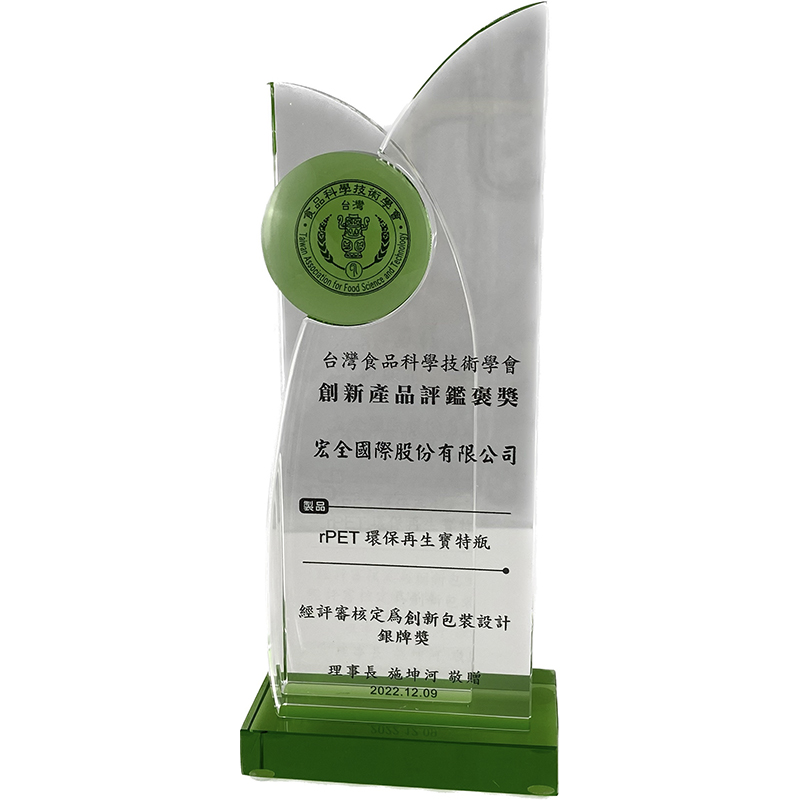 食品科學技術學會
台灣
Taiwan Association for Food Science and Technology
台灣食品科學技術學會
創新產品評鑑褒獎
宏全國際股份有限公司
製品
rPET 環保再生寶特瓶
經評審核定為創新包裝設計
銀牌獎
理事長 施坤河 敬贈
2022.12.09